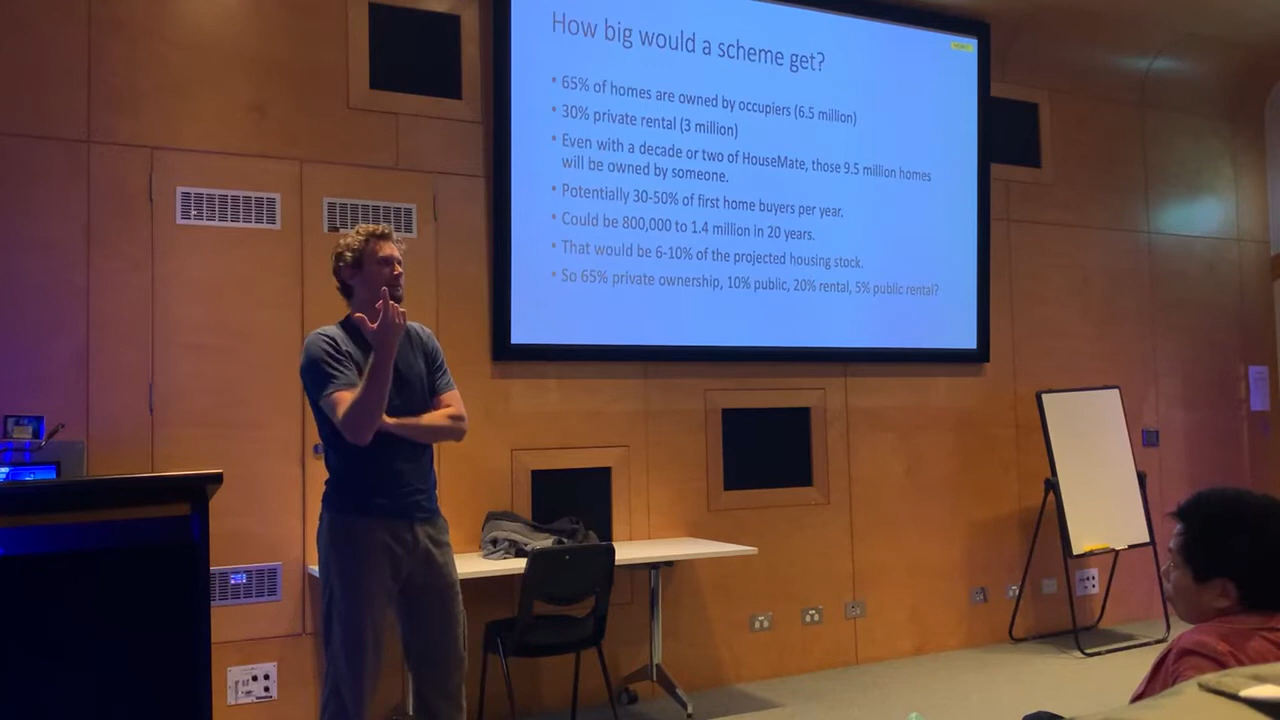 How big would a scheme get?
• 65% of homes are owned by occupiers (6.5 million)
• 30% private rental (3 million)
• Even with a decade or two of HouseMate, those 9.5 million homes
will be owned by someone.
• Potentially 30-50% of first home buyers per year.
• Could be 800,000 to 1.4 million in 20 years.
• That would be 6-10% of the projected housing stock.
• So 65% private ownership, 10% public, 20% rental, 5% public rental?